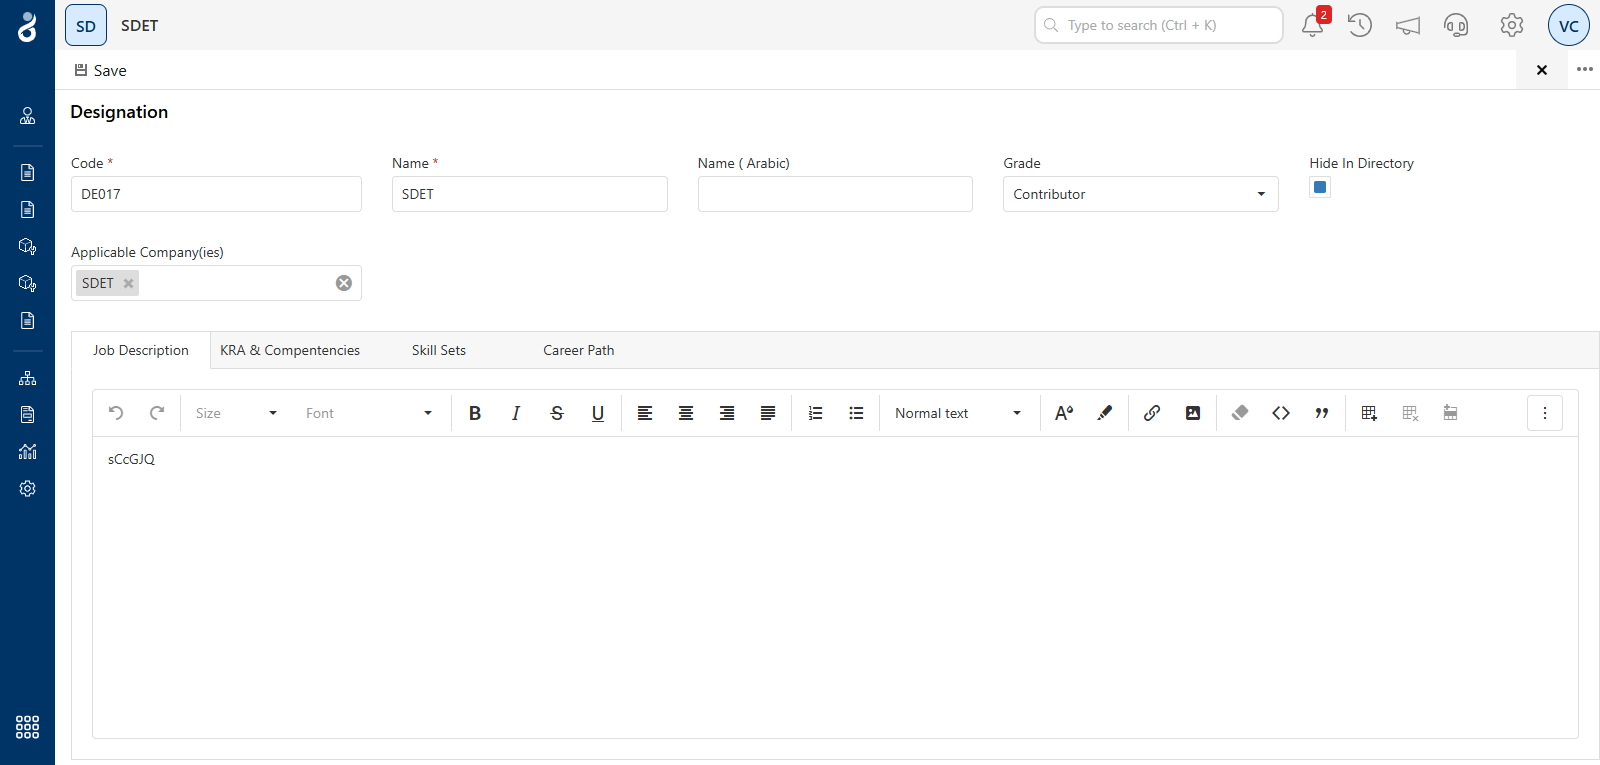 SD SDET Type to search (Ctrl + K) 2 VC
Save
Designation
Code * Name * Name ( Arabic) Grade Hide In Directory
DE017 SDET Contributor
Applicable Company(ies)
SDET
Job Description KRA & Compentencies Skill Sets Career Path
Size Font B I S U Normal text
sCcGJQ